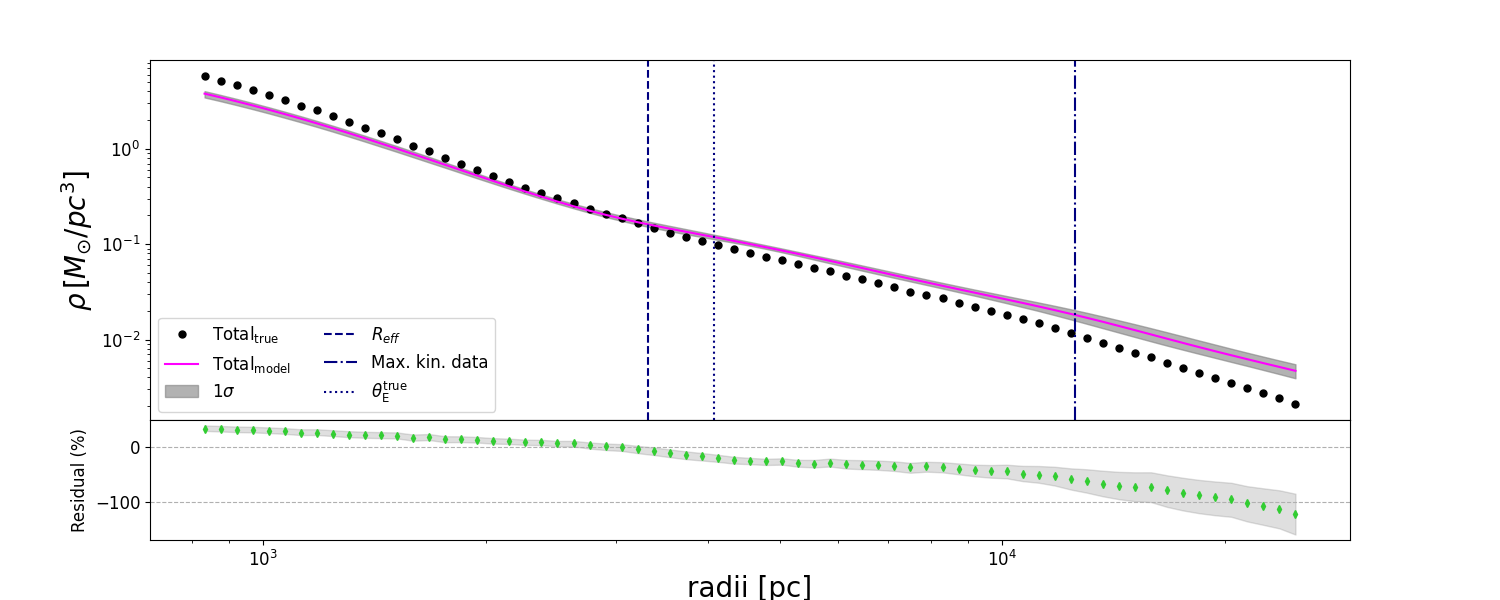 ρ [M⊙/pc³]
10⁰
10⁻¹
10⁻²
Total_true
Total_model
1σ
R_eff
Max. kin. data
θ_E^true
Residual (%)
0
−100
10³
10⁴
radii [pc]